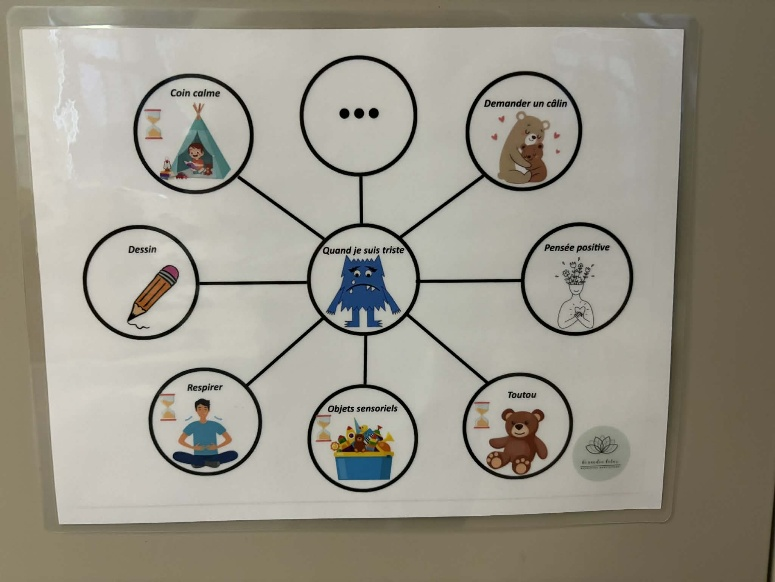 Coin calme
•••
Demander un câlin
Dessin
Quand je suis triste
Pensée positive
Respirer
Objets sensoriels
Toutou